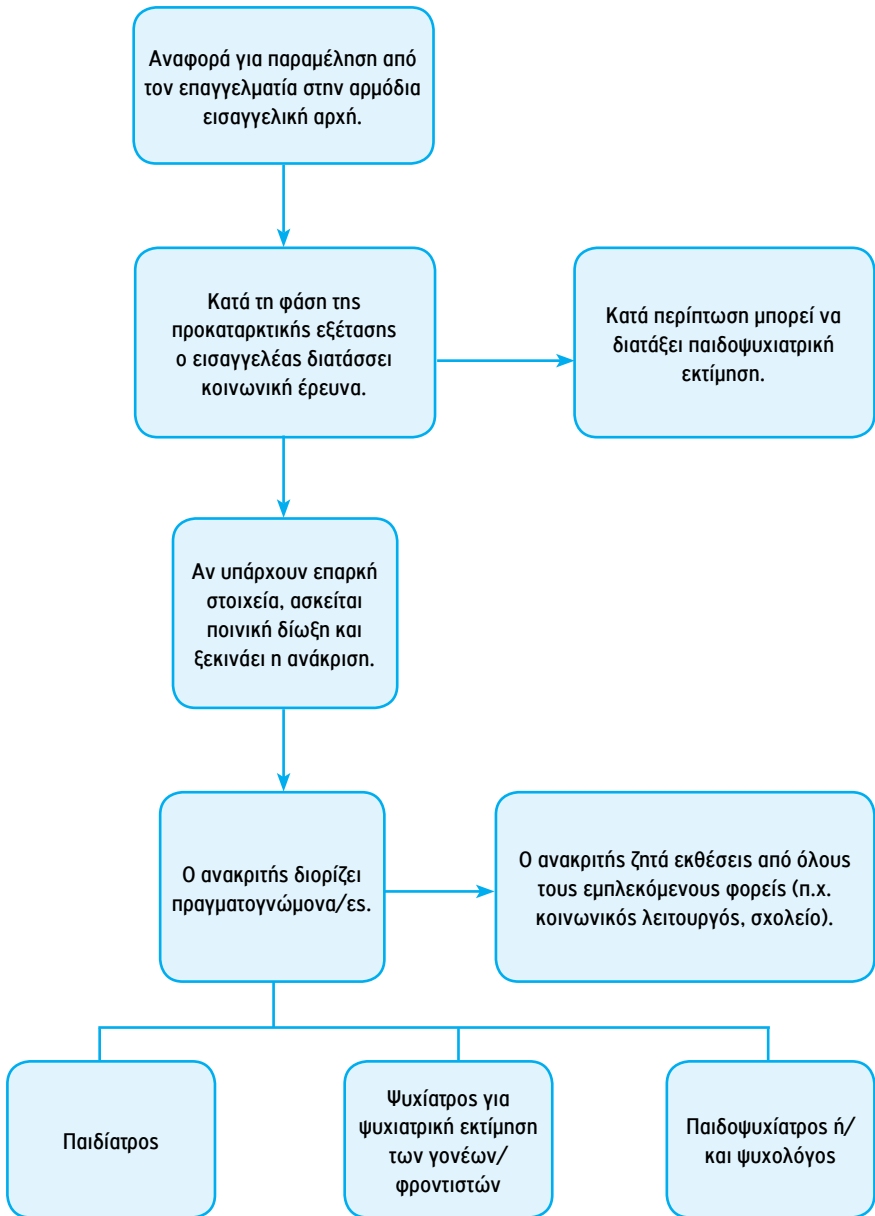 Αναφορά για παραμέληση από
τον επαγγελματία στην αρμόδια
εισαγγελική αρχή.
Κατά τη φάση της
προκαταρκτικής εξέτασης
ο εισαγγελέας διατάσσει
κοινωνική έρευνα.
Κατά περίπτωση μπορεί να
διατάξει παιδοψυχιατρική
εκτίμηση.
Αν υπάρχουν επαρκή
στοιχεία, ασκείται
ποινική δίωξη και
ξεκινάει η ανάκριση.
Ο ανακριτής διορίζει
πραγματογνώμονα/ες.
Ο ανακριτής ζητά εκθέσεις από όλους
τους εμπλεκόμενους φορείς (π.χ.
κοινωνικός λειτουργός, σχολείο).
Παιδίατρος
Ψυχίατρος για
ψυχιατρική εκτίμηση
των γονέων/
φροντιστών
Παιδοψυχίατρος ή/
και ψυχολόγος